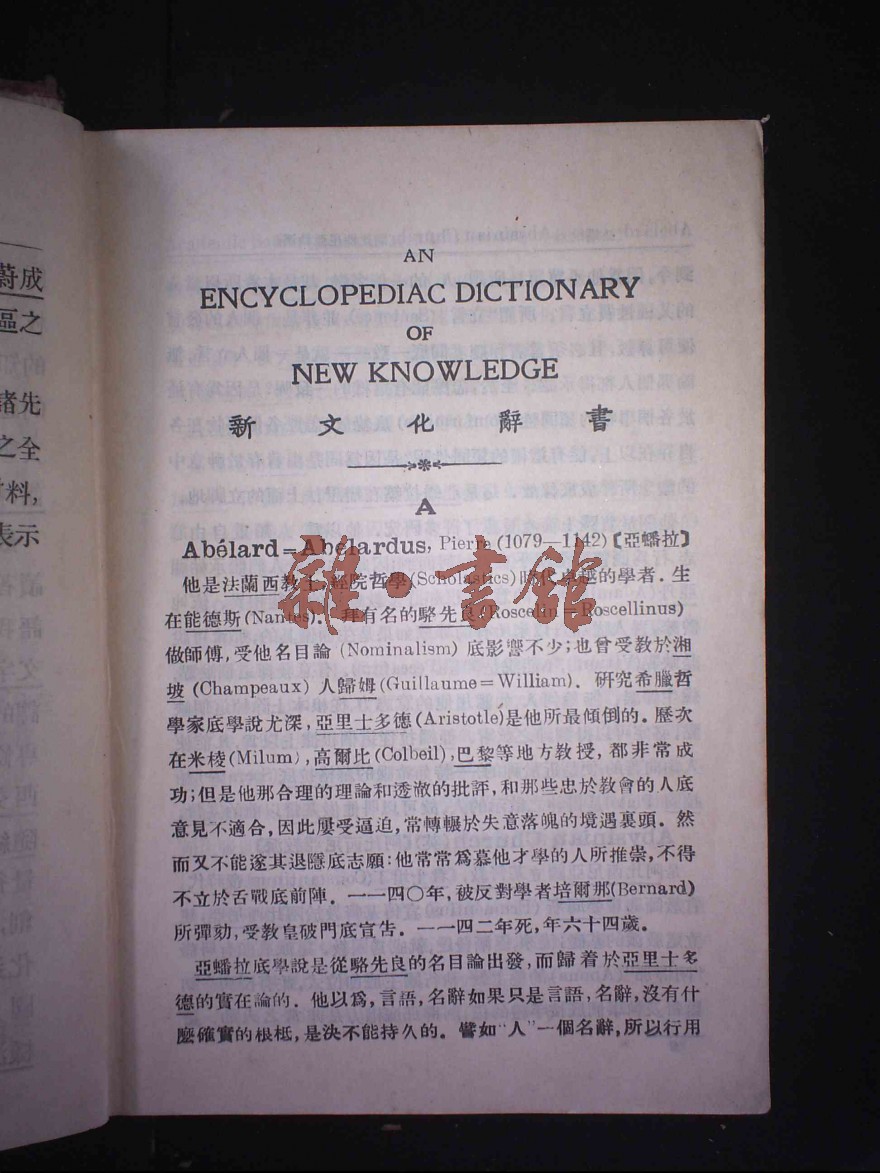 蔚成
區之
諸先
之全
料,
表示
AN
ENCYCLOPEDIAC DICTIONARY
OF
NEW KNOWLEDGE
新文化辭書
A
Abélard=Abélardus, Pierre (1079—1142)【亞蟠拉】
他是法蘭西教士,經院哲學(Scholastics)時代卓越的學者.生
在能德斯(Nantes).拜有名的駱先良(Roscelin=Roscellinus)
做師傅,受他名目論 (Nominalism) 底影響不少;也曾受教於湘
坡 (Champeaux) 人歸姆(Guillaume=William).研究希臘哲
學家底學說尤深,亞里士多德(Aristotle)是他所最傾倒的.歷次
在米棱(Milum),高爾比(Colbeil),巴黎等地方教授,都非常成
功;但是他那合理的理論和透澈的批評,和那些忠於教會的人底
意見不適合,因此屢受逼迫,常轉輾於失意落魄的境遇裏頭.然
而又不能遂其退隱底志願:他常常爲慕他才學的人所推崇,不得
不立於舌戰底前陣.一一四〇年,被反對學者培爾那(Bernard)
所彈劾,受教皇破門底宣告.一一四二年死,年六十四歲。
亞蟠拉底學說是從駱先良的名目論出發,而歸着於亞里士多
德的實在論的.他以爲,言語,名辭如果只是言語,名辭,沒有什
麽確實的根柢,是決不能持久的。譬如“人”一個名辭,所以行用
雜·書館